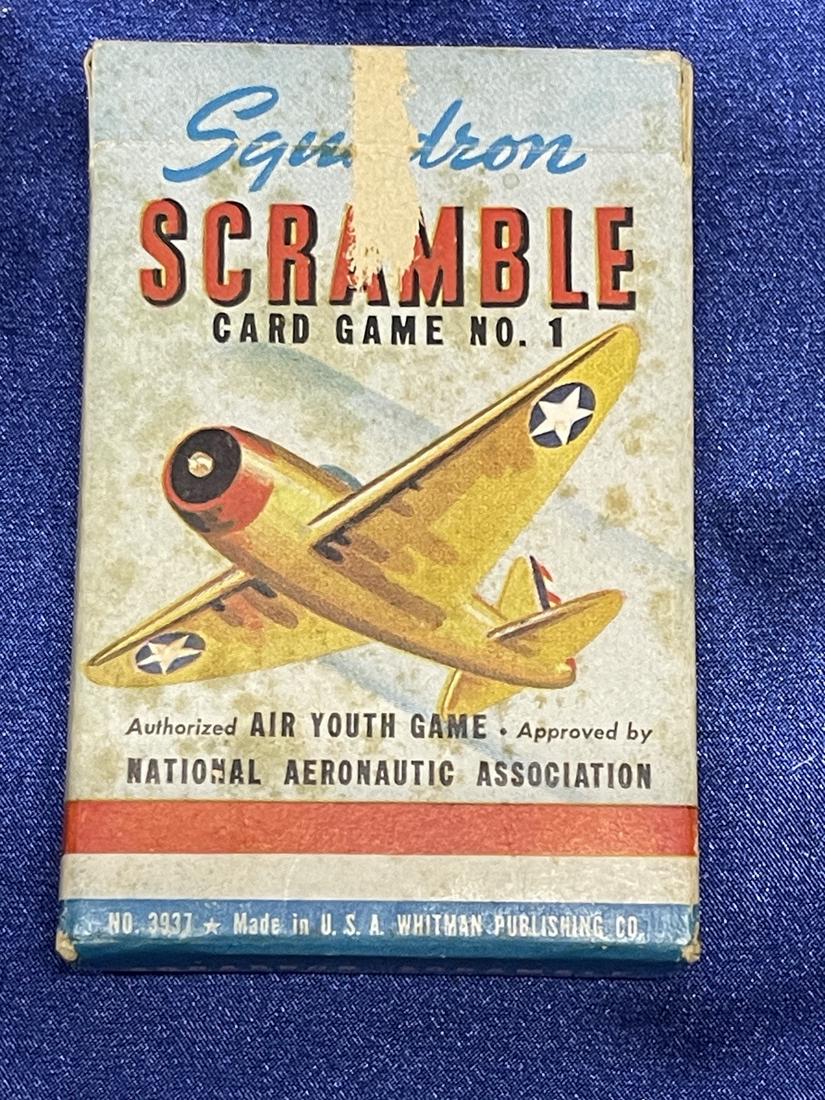 Squadron
SCRAMBLE
CARD GAME NO. 1
Authorized AIR YOUTH GAME • Approved by
NATIONAL AERONAUTIC ASSOCIATION
NO. 3937 ★ Made in U. S. A. WHITMAN PUBLISHING CO.